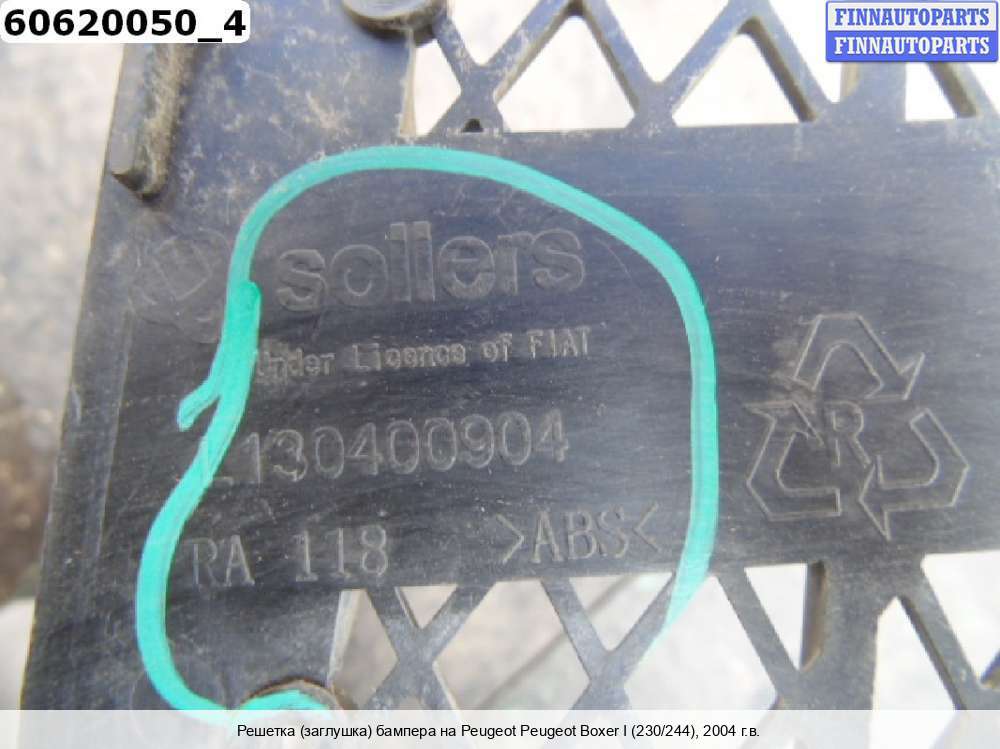 60620050_4
FINNAUTOPARTS
FINNAUTOPARTS
sollers
Under Licence of FIAT
L130400904
RA 118 >ABS<
R
Решетка (заглушка) бампера на Peugeot Peugeot Boxer I (230/244), 2004 г.в.